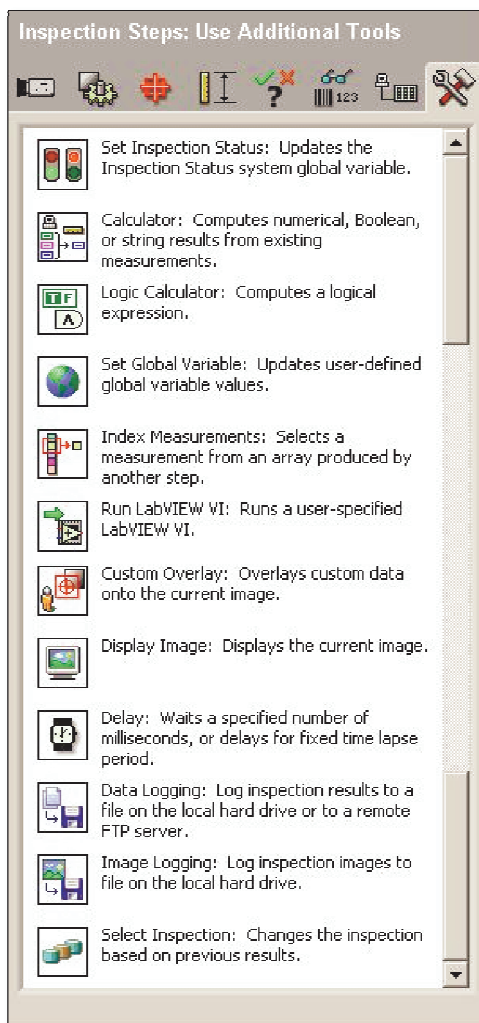 Inspection Steps: Use Additional Tools
?
123
Set Inspection Status: Updates the
Inspection Status system global variable.
Calculator: Computes numerical, Boolean,
or string results from existing
measurements.
T F
A
Logic Calculator: Computes a logical
expression.
Set Global Variable: Updates user-defined
global variable values.
Index Measurements: Selects a
measurement from an array produced by
another step.
Run LabVIEW VI: Runs a user-specified
LabVIEW VI.
Custom Overlay: Overlays custom data
onto the current image.
Display Image: Displays the current image.
Delay: Waits a specified number of
milliseconds, or delays for fixed time lapse
period.
Data Logging: Log inspection results to a
file on the local hard drive or to a remote
FTP server.
Image Logging: Log inspection images to
file on the local hard drive.
Select Inspection: Changes the inspection
based on previous results.